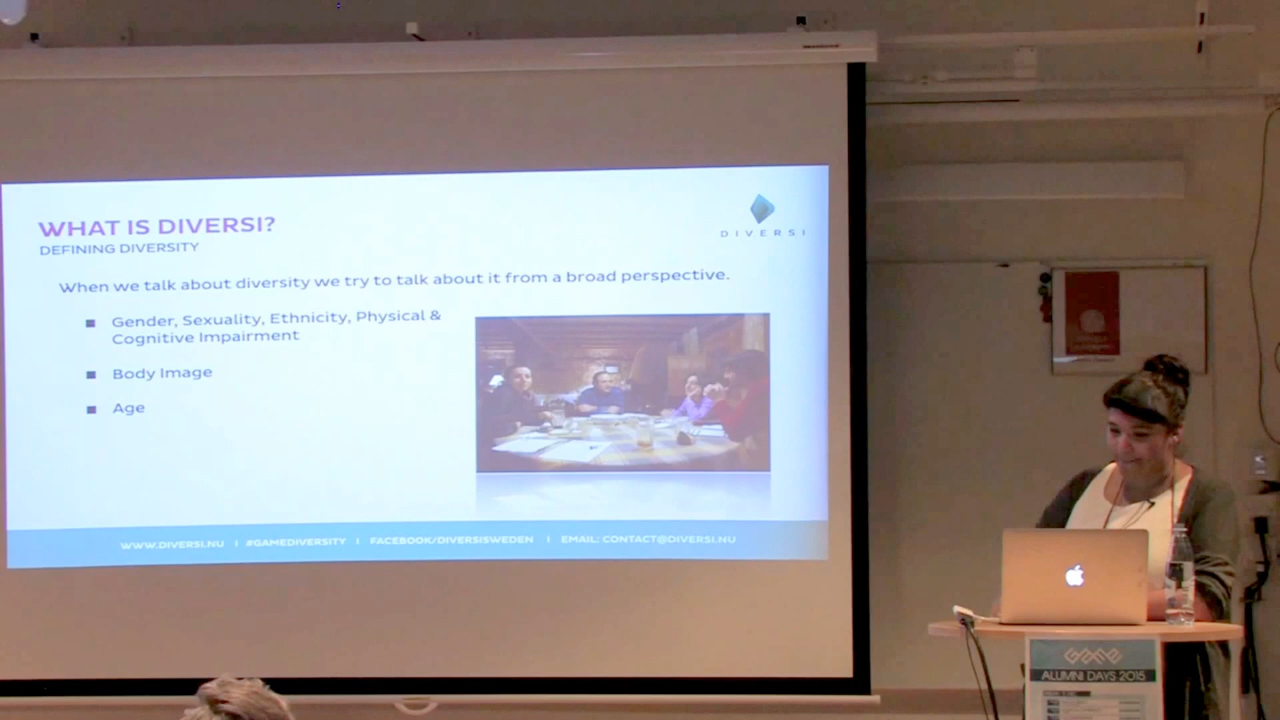 WHAT IS DIVERSI?
DEFINING DIVERSITY
DIVERSI
When we talk about diversity we try to talk about it from a broad perspective.
Gender, Sexuality, Ethnicity, Physical &
Cognitive Impairment
Body Image
Age
WWW.DIVERSI.NU I #GAMEDIVERSITY I FACEBOOK/DIVERSISWEDEN I EMAIL: CONTACT@DIVERSI.NU
GAME
ALUMNI DAYS 2015